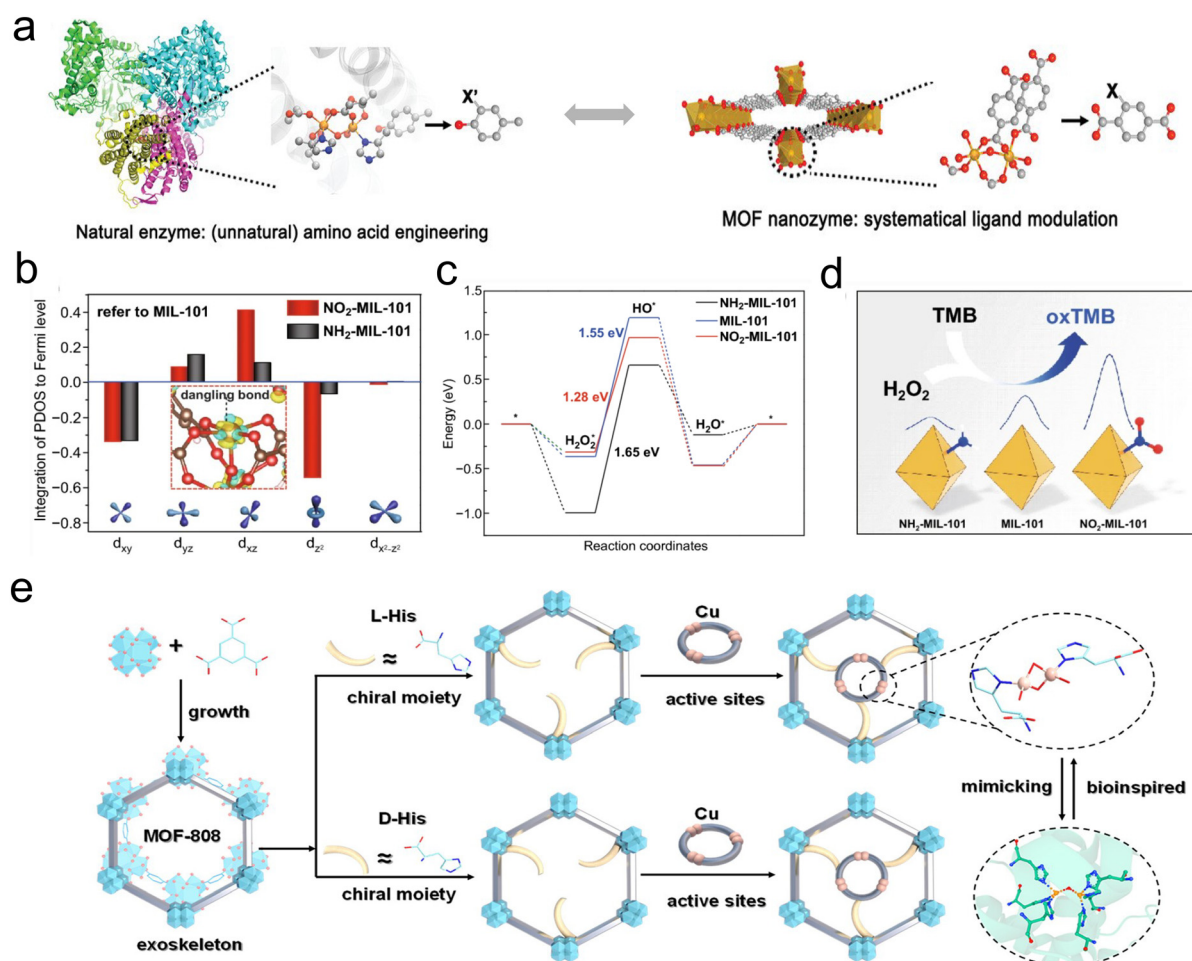 a
X'
X
Natural enzyme: (unnatural) amino acid engineering
MOF nanozyme: systematical ligand modulation
b
refer to MIL-101
NO₂-MIL-101
NH₂-MIL-101
dangling bond
Integration of PDOS to Fermi level
0.4
0.2
0.0
−0.2
−0.4
−0.6
−0.8
d_xy
d_yz
d_xz
d_z²
d_x²-z²
c
HO*
NH₂-MIL-101
MIL-101
NO₂-MIL-101
1.55 eV
1.28 eV
1.65 eV
*
H₂O₂*
H₂O*
*
Energy (eV)
1.5
1.0
0.5
0.0
−0.5
−1.0
Reaction coordinates
d
TMB
oxTMB
H₂O₂
NH₂-MIL-101
MIL-101
NO₂-MIL-101
e
+
growth
MOF-808
exoskeleton
L-His
≈
chiral moiety
Cu
active sites
D-His
≈
chiral moiety
Cu
active sites
mimicking
bioinspired